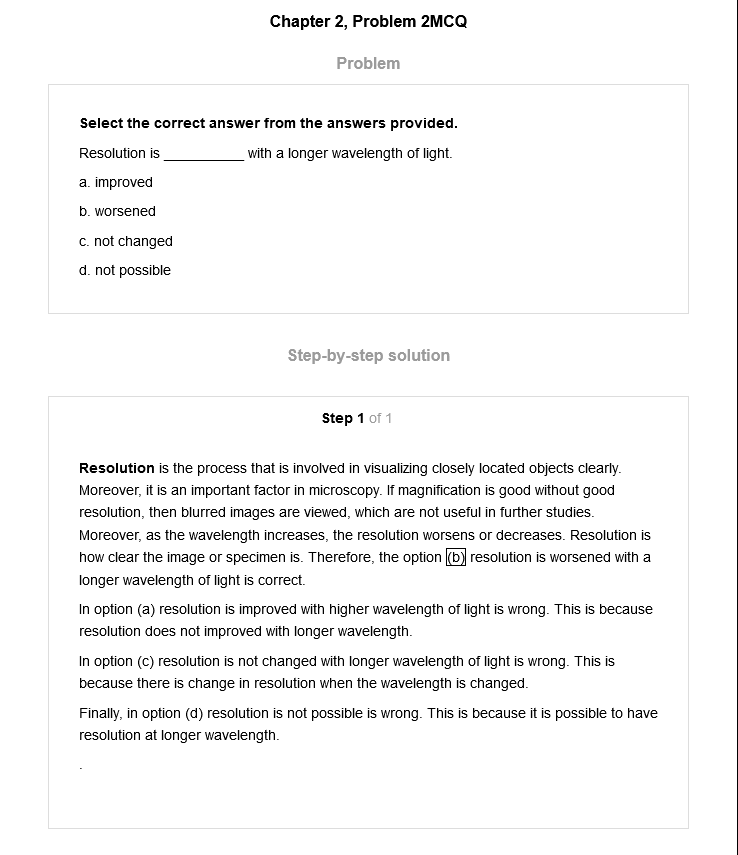 Chapter 2, Problem 2MCQ
Problem
Select the correct answer from the answers provided.
Resolution is __________ with a longer wavelength of light.
a. improved
b. worsened
c. not changed
d. not possible
Step-by-step solution
Step 1 of 1
Resolution is the process that is involved in visualizing closely located objects clearly.
Moreover, it is an important factor in microscopy. If magnification is good without good
resolution, then blurred images are viewed, which are not useful in further studies.
Moreover, as the wavelength increases, the resolution worsens or decreases. Resolution is
how clear the image or specimen is. Therefore, the option (b) resolution is worsened with a
longer wavelength of light is correct.
In option (a) resolution is improved with higher wavelength of light is wrong. This is because
resolution does not improved with longer wavelength.
In option (c) resolution is not changed with longer wavelength of light is wrong. This is
because there is change in resolution when the wavelength is changed.
Finally, in option (d) resolution is not possible is wrong. This is because it is possible to have
resolution at longer wavelength.
.